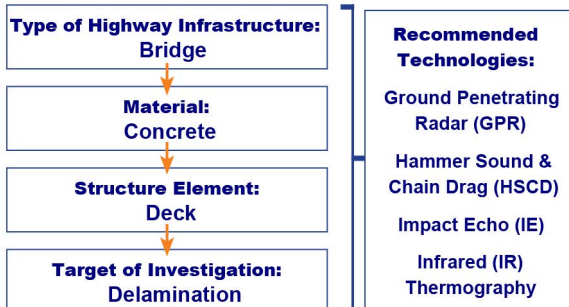 Type of Highway Infrastructure:
Bridge
Material:
Concrete
Structure Element:
Deck
Target of Investigation:
Delamination
Recommended
Technologies:
Ground Penetrating
Radar (GPR)
Hammer Sound &
Chain Drag (HSCD)
Impact Echo (IE)
Infrared (IR)
Thermography